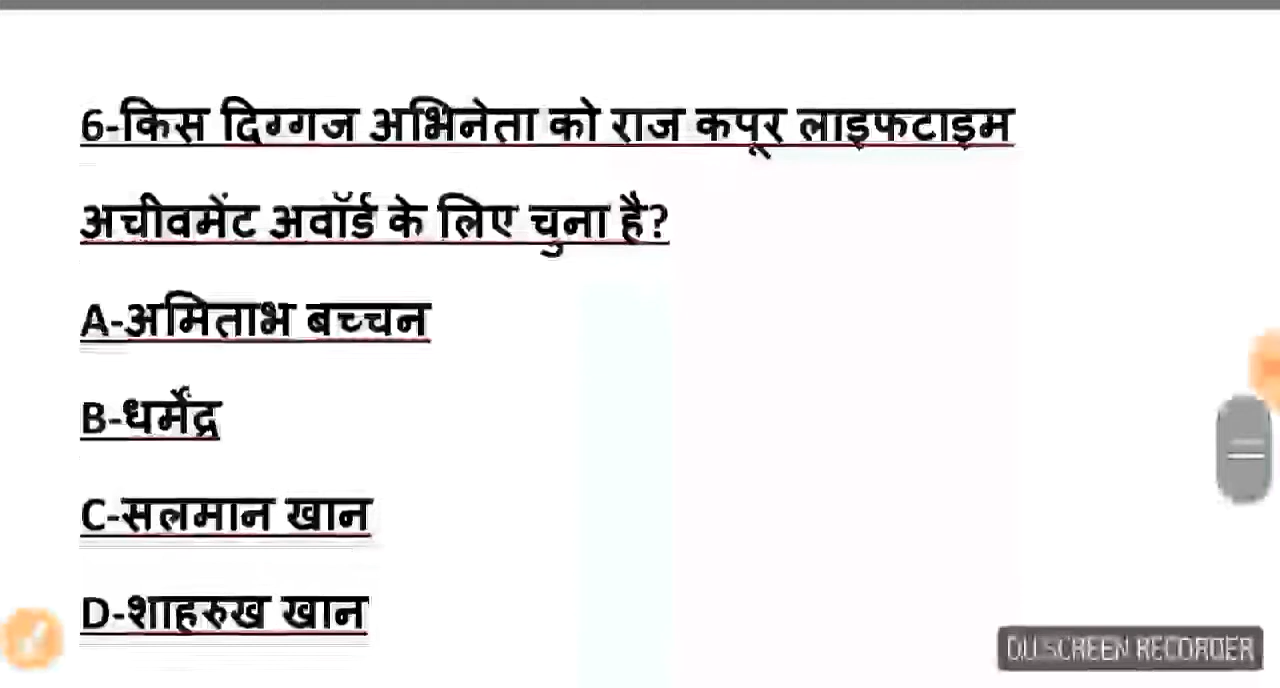 6-किस दिग्गज अभिनेता को राज कपूर लाइफटाइम
अचीवमेंट अवॉर्ड के लिए चुना है?
A-अमिताभ बच्चन
B-धर्मेंद्र
C-सलमान खान
D-शाहरुख खान
DU SCREEN RECORDER